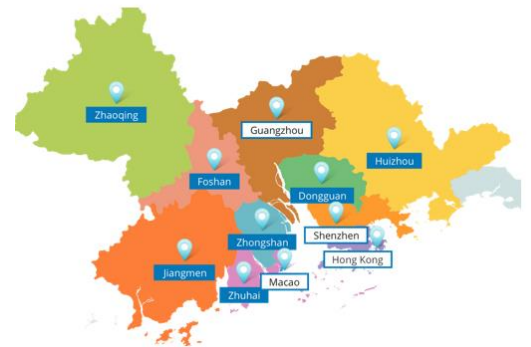 Zhaoqing
Guangzhou
Huizhou
Foshan
Dongguan
Shenzhen
Zhongshan
Hong Kong
Jiangmen
Macao
Zhuhai